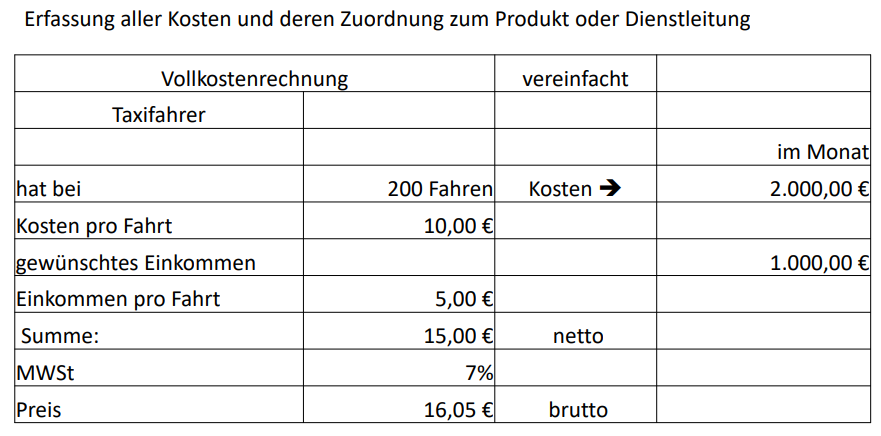 Erfassung aller Kosten und deren Zuordnung zum Produkt oder Dienstleitung
Vollkostenrechnung vereinfacht
Taxifahrer
im Monat
hat bei 200 Fahren Kosten ➔ 2.000,00 €
Kosten pro Fahrt 10,00 €
gewünschtes Einkommen 1.000,00 €
Einkommen pro Fahrt 5,00 €
Summe: 15,00 € netto
MWSt 7%
Preis 16,05 € brutto